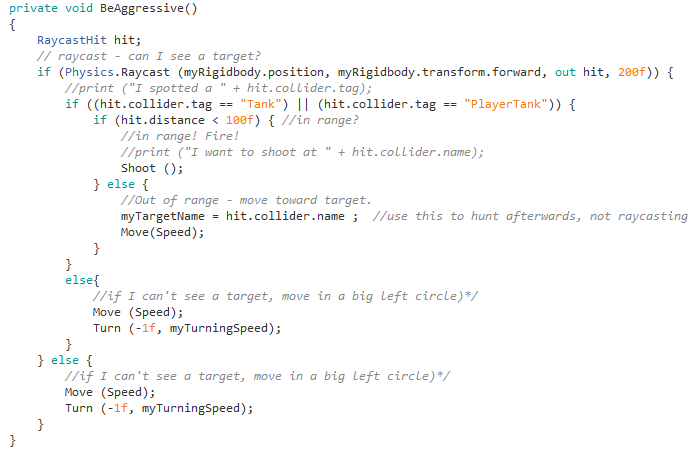 private void BeAggressive()
{
    RaycastHit hit;
    // raycast - can I see a target?
    if (Physics.Raycast (myRigidbody.position, myRigidbody.transform.forward, out hit, 200f)) {
        //print ("I spotted a " + hit.collider.tag);
        if ((hit.collider.tag == "Tank") || (hit.collider.tag == "PlayerTank")) {
            if (hit.distance < 100f) { //in range?
                //in range! Fire!
                //print ("I want to shoot at " + hit.collider.name);
                Shoot ();
            } else {
                //Out of range - move toward target.
                myTargetName = hit.collider.name ;  //use this to hunt afterwards, not raycasting
                Move(Speed);
            }
        }
        else{
            //if I can't see a target, move in a big left circle)*/
            Move (Speed);
            Turn (-1f, myTurningSpeed);
        }
    } else {
        //if I can't see a target, move in a big left circle)*/
        Move (Speed);
        Turn (-1f, myTurningSpeed);
    }
}